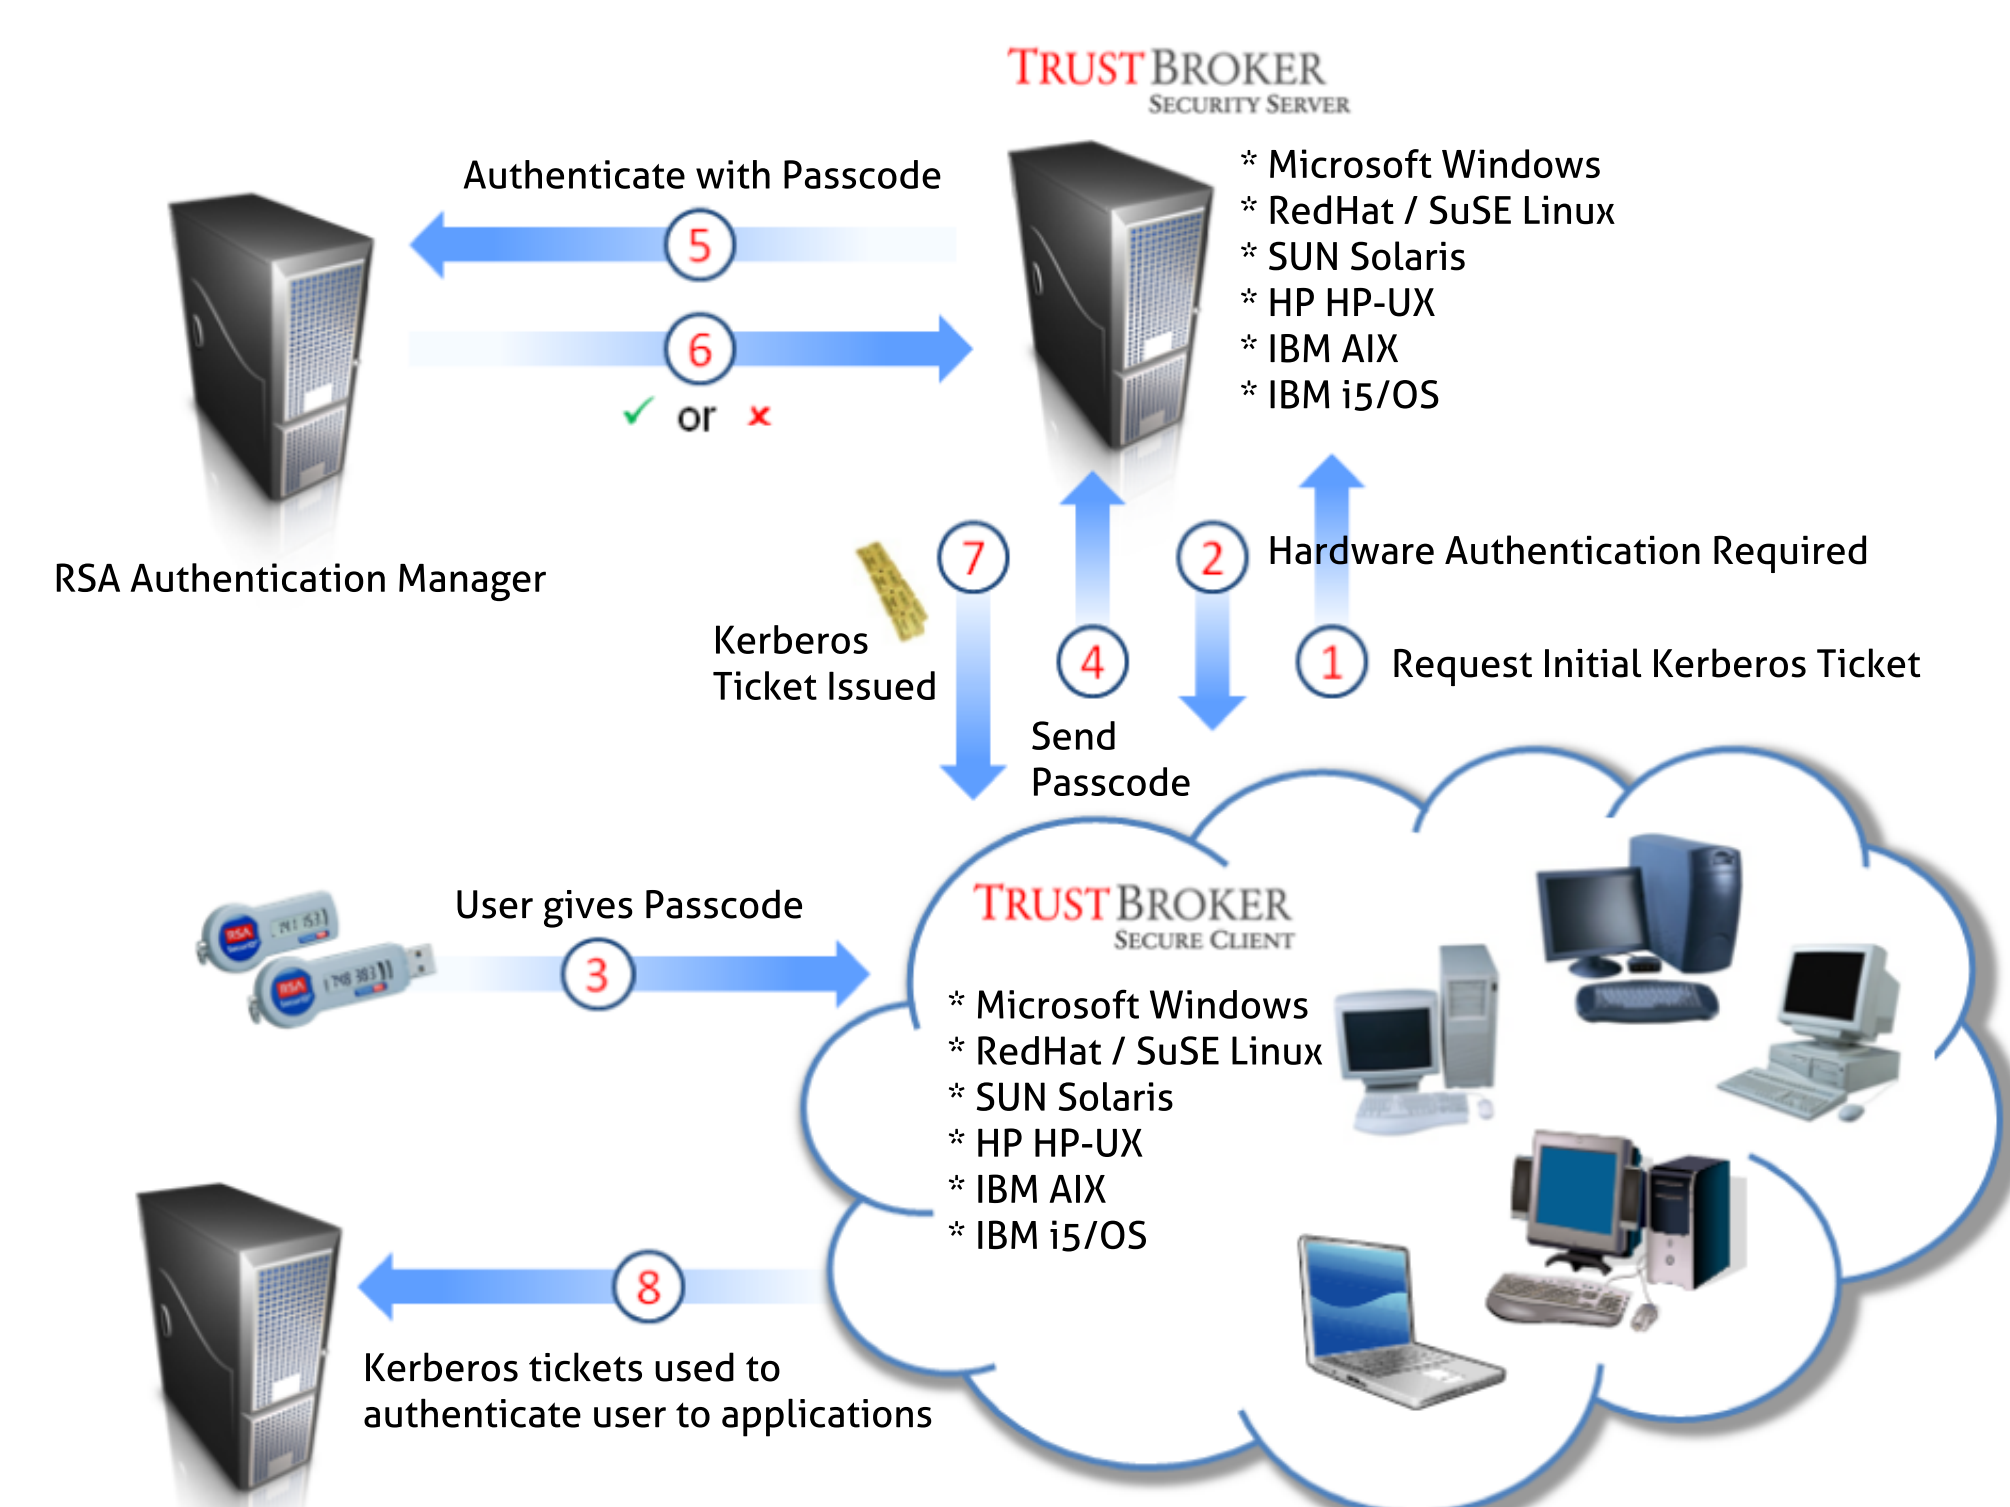 TRUSTBROKER
SECURITY SERVER
* Microsoft Windows
* RedHat / SuSE Linux
* SUN Solaris
* HP HP-UX
* IBM AIX
* IBM i5/OS
Authenticate with Passcode
5
6
or
RSA Authentication Manager
7
2
Hardware Authentication Required
Kerberos
Ticket Issued
4
1
Request Initial Kerberos Ticket
Send
Passcode
User gives Passcode
3
RSA
RSA
TRUSTBROKER
SECURE CLIENT
* Microsoft Windows
* RedHat / SuSE Linux
* SUN Solaris
* HP HP-UX
* IBM AIX
* IBM i5/OS
8
Kerberos tickets used to
authenticate user to applications